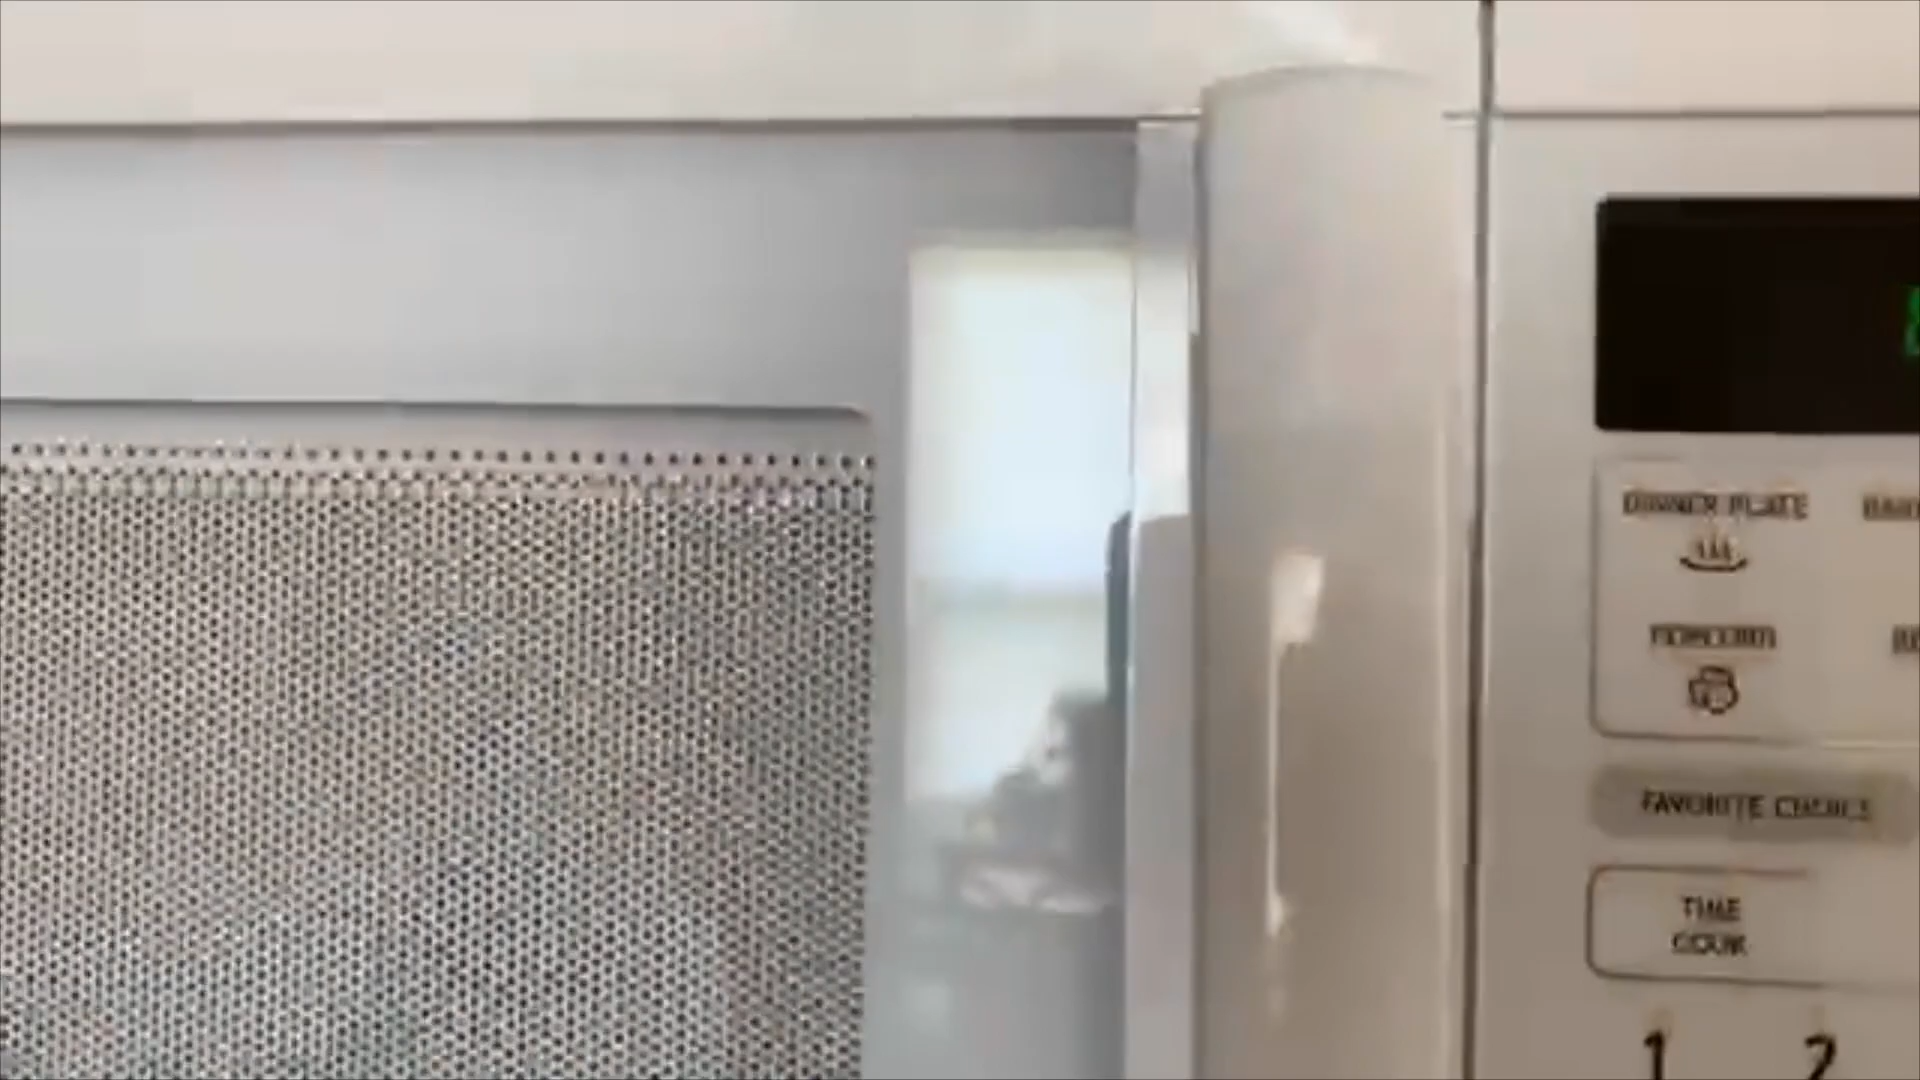 DINNER PLATE
POPCORN
FAVORITE CHOICE
TIME
COOK
1 2